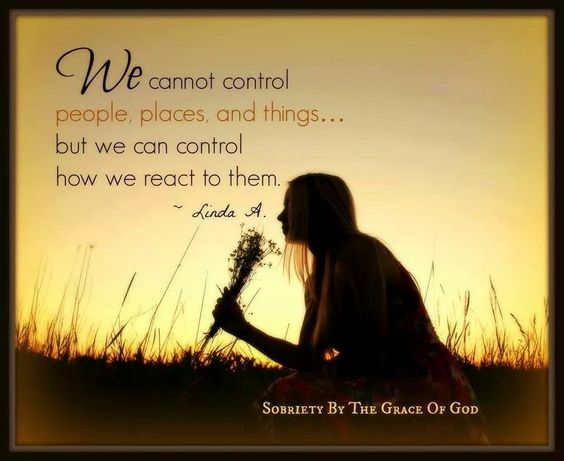 We cannot control
people, places, and things...
but we can control
how we react to them.
~ Linda A.
Sobriety By The Grace Of God